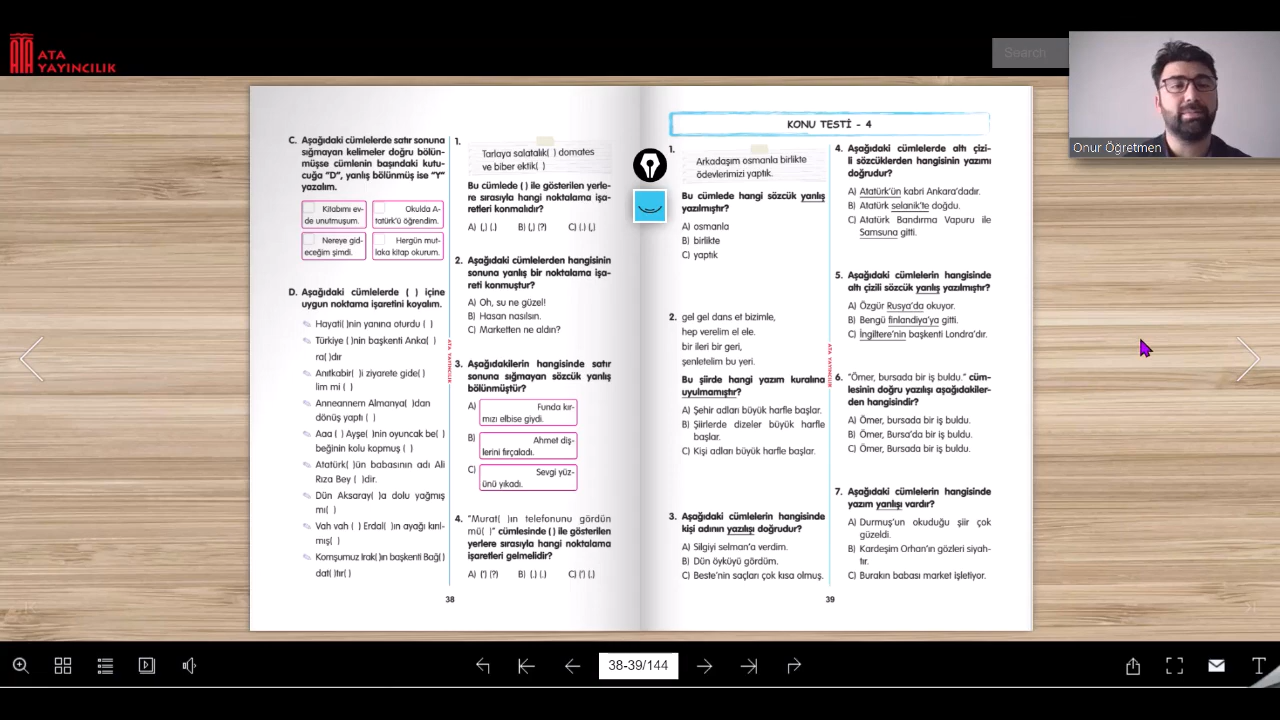 ATA
YAYINCILIK
Search
Onur Öğretmen
C. Aşağıdaki cümlelerde satır sonuna
sığmayan kelimeler doğru bölün-
müşse cümlenin başındaki kutu-
cuğa "D", yanlış bölünmüş ise "Y"
yazalım.
Kitabımı ev-
de unutmuşum.
Okulda A-
tatürk'ü öğrendim.
Nereye gid-
eceğim şimdi.
Hergün mut-
laka kitap okurum.
D. Aşağıdaki cümlelerde ( ) içine
uygun noktama işaretini koyalım.
Hayati( )nin yanına oturdu ( )
Türkiye ( )nin başkenti Anka( )
ra( )dır
Anıtkabir( )i ziyarete gide( )
lim mi ( )
Anneannem Almanya( )dan
dönüş yaptı ( )
Aaa ( ) Ayşe( )nin oyuncak be( )
beğinin kolu kopmuş ( )
Atatürk( )ün babasının adı Ali
Rıza Bey ( )dir.
Dün Aksaray( )a dolu yağmış
mı( )
Vah vah ( ) Erdal( )ın ayağı kırıl-
mış( )
Komşumuz Irak( )ın başkenti Bağ( )
dat( )tır( )
1.
Tarlaya salatalık( ) domates
ve biber ektik( )
Bu cümlede ( ) ile gösterilen yerle-
re sırasıyla hangi noktalama işa-
retleri konmalıdır?
A) (,) (.) B) (,) (?) C) (.) (,)
2. Aşağıdaki cümlelerden hangisinin
sonuna yanlış bir noktalama işa-
reti konmuştur?
A) Oh, su ne güzel!
B) Hasan nasılsın.
C) Marketten ne aldın?
3. Aşağıdakilerin hangisinde satır
sonuna sığmayan sözcük yanlış
bölünmüştür?
A)
Funda kır-
mızı elbise giydi.
B)
Ahmet diş-
lerini fırçaladı.
C)
Sevgi yüz-
ünü yıkadı.
4. "Murat( )ın telefonunu gördün
mü( )" cümlesinde ( ) ile gösterilen
yerlere sırasıyla hangi noktalama
işaretleri gelmelidir?
A) (') (?) B) (.) (.) C) (') (.)
ATA YAYINCILIK
38
KONU TESTİ - 4
1.
Arkadaşım osmanla birlikte
ödevlerimizi yaptık.
Bu cümlede hangi sözcük yanlış
yazılmıştır?
A) osmanla
B) birlikte
C) yaptık
2. gel gel dans et bizimle,
hep verelim el ele.
bir ileri bir geri,
şenletelim bu yeri.
Bu şiirde hangi yazım kuralına
uyulmamıştır?
A) Şehir adları büyük harfle başlar.
B) Şiirlerde dizeler büyük harfle
başlar.
C) Kişi adları büyük harfle başlar.
3. Aşağıdaki cümlelerin hangisinde
kişi adının yazılışı doğrudur?
A) Silgiyi selman'a verdim.
B) Dün öyküyü gördüm.
C) Beste'nin saçları çok kısa olmuş.
ATA YAYINCILIK
4. Aşağıdaki cümlelerde altı çizi-
li sözcüklerden hangisinin yazımı
doğrudur?
A) Atatürk'ün kabri Ankara'dadır.
B) Atatürk selanik'te doğdu.
C) Atatürk Bandırma Vapuru ile
Samsuna gitti.
5. Aşağıdaki cümlelerin hangisinde
altı çizili sözcük yanlış yazılmıştır?
A) Özgür Rusya'da okuyor.
B) Bengü finlandiya'ya gitti.
C) İngiltere'nin başkenti Londra'dır.
6. "Ömer, bursada bir iş buldu." cüm-
lesinin doğru yazılışı aşağıdakiler-
den hangisindir?
A) Ömer, bursada bir iş buldu.
B) Ömer, Bursa'da bir iş buldu.
C) Ömer, Bursada bir iş buldu.
7. Aşağıdaki cümlelerin hangisinde
yazım yanlışı vardır?
A) Durmuş'un okuduğu şiir çok
güzeldi.
B) Kardeşim Orhan'ın gözleri siyah-
tır.
C) Burakın babası market işletiyor.
39
38-39/144